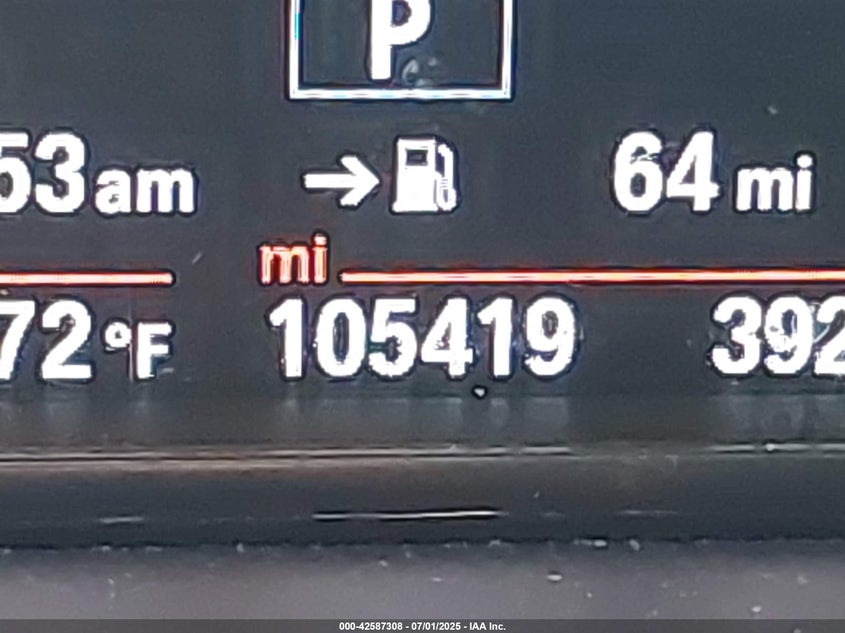 P
53am → 64 mi
mi
72°F 105419 392
000-42587308 - 07/01/2025 - IAA Inc.